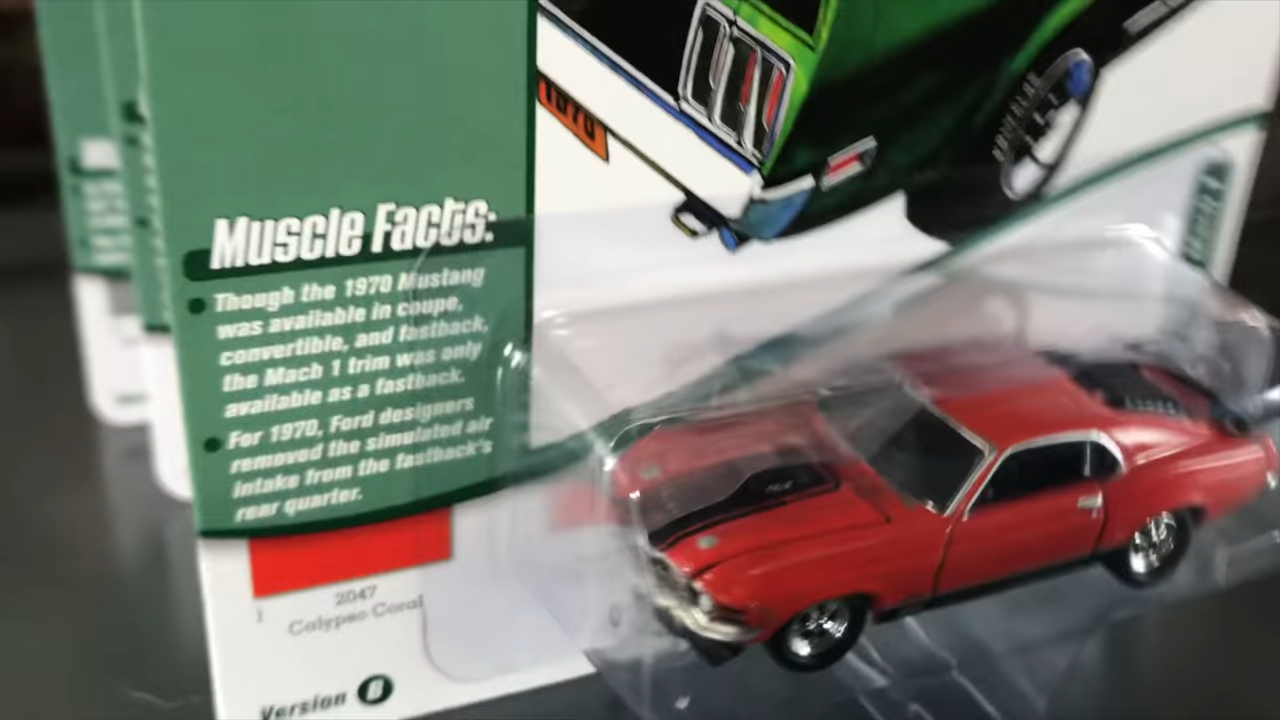 1970
Muscle Facts:
Though the 1970 Mustang
was available in coupe,
convertible, and fastback,
the Mach 1 trim was only
available as a fastback.
For 1970, Ford designers
removed the simulated air
intake from the fastback's
rear quarter.
2047
1 Calypso Coral
Version B